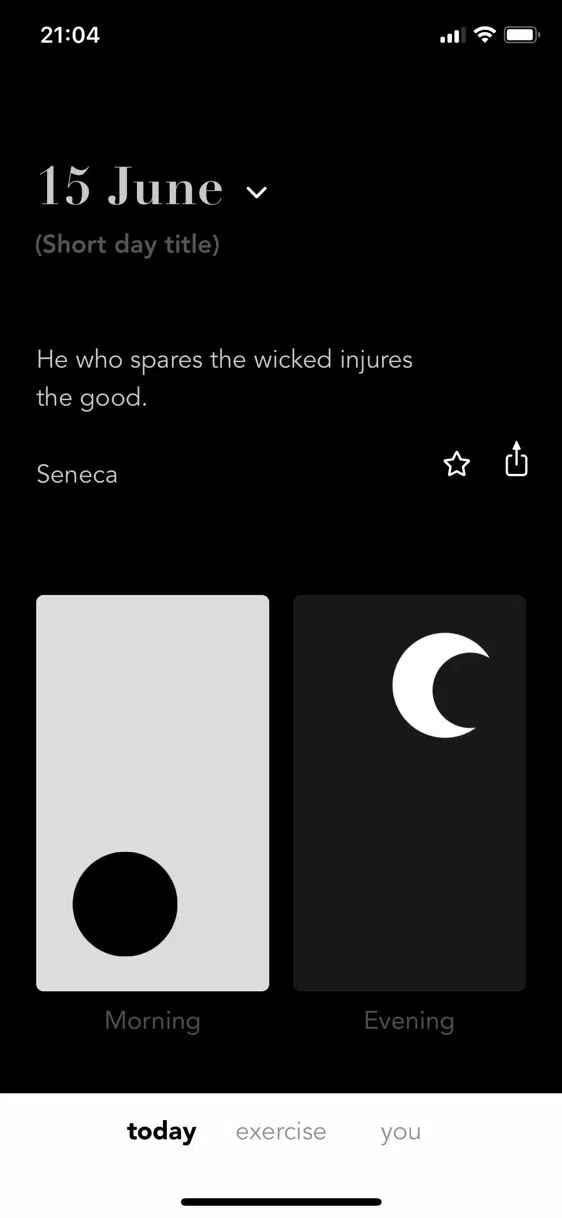 21:04
15 June
(Short day title)
He who spares the wicked injures
the good.
Seneca
Morning
Evening
today
exercise
you